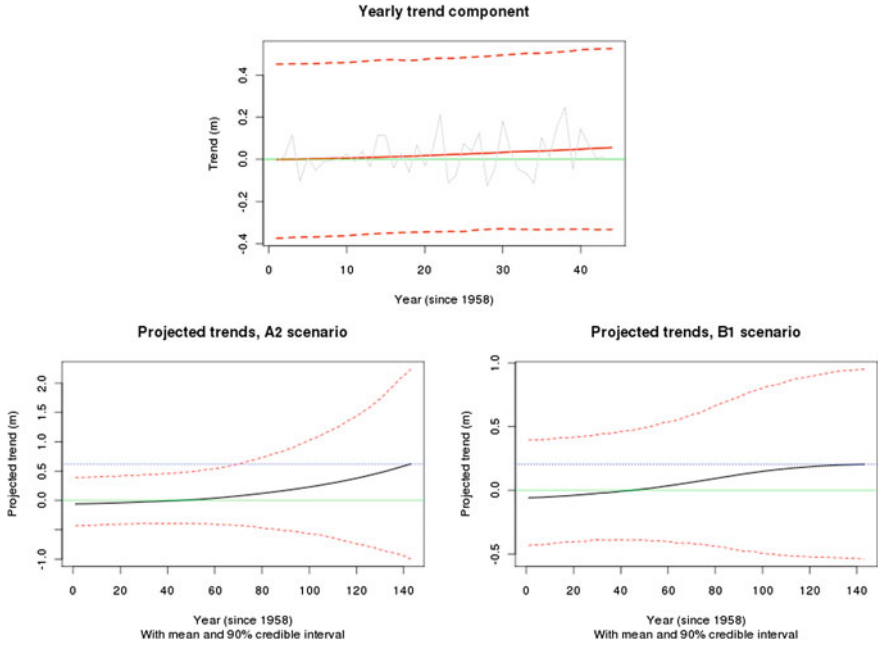 Yearly trend component
Trend (m)
0.4
0.2
0.0
-0.2
-0.4
0 10 20 30 40
Year (since 1958)
Projected trends, A2 scenario
Projected trend (m)
2.0
1.5
1.0
0.5
0.0
-1.0
0 20 40 60 80 100 120 140
Year (since 1958)
With mean and 90% credible interval
Projected trends, B1 scenario
Projected trend (m)
1.0
0.5
0.0
-0.5
0 20 40 60 80 100 120 140
Year (since 1958)
With mean and 90% credible interval